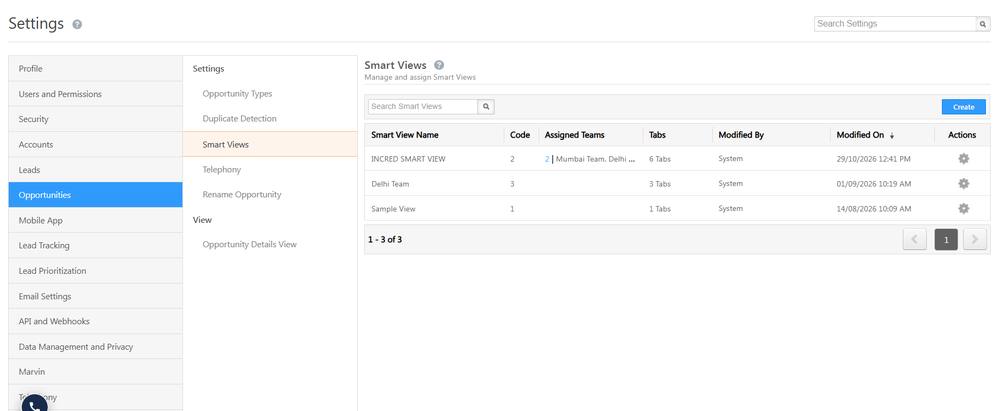 Settings
Search Settings
Profile
Users and Permissions
Security
Accounts
Leads
Opportunities
Mobile App
Lead Tracking
Lead Prioritization
Email Settings
API and Webhooks
Data Management and Privacy
Marvin
Settings
Opportunity Types
Duplicate Detection
Smart Views
Telephony
Rename Opportunity
View
Opportunity Details View
Smart Views
Manage and assign Smart Views
Search Smart Views
Create
Smart View Name Code Assigned Teams Tabs Modified By Modified On Actions
INCRED SMART VIEW 2 2 | Mumbai Team, Delhi ... 6 Tabs System 29/10/2026 12:41 PM
Delhi Team 3 3 Tabs System 01/09/2026 10:19 AM
Sample View 1 1 Tabs System 14/08/2026 10:09 AM
1 - 3 of 3
1